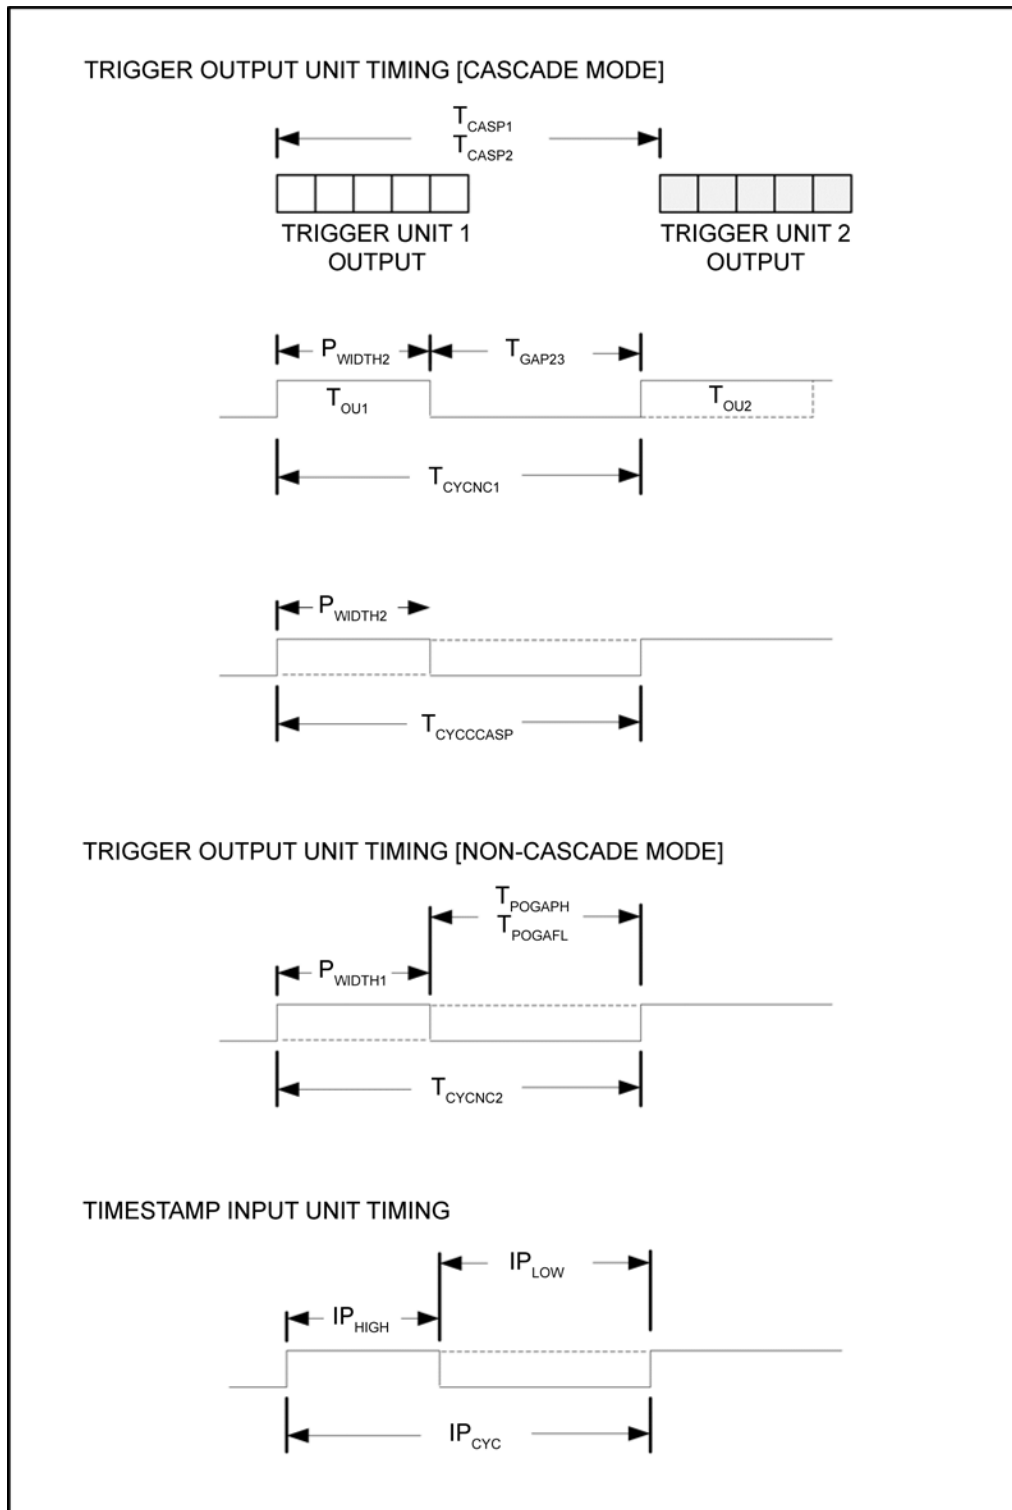 TRIGGER OUTPUT UNIT TIMING [CASCADE MODE]
TCASP1
TCASP2
TRIGGER UNIT 1 OUTPUT
TRIGGER UNIT 2 OUTPUT
PWIDTH2
TGAP23
TOU1
TOU2
TCYCNC1
PWIDTH2
TCYCCCASP
TRIGGER OUTPUT UNIT TIMING [NON-CASCADE MODE]
TPOGAPH
TPOGAFL
PWIDTH1
TCYCNC2
TIMESTAMP INPUT UNIT TIMING
IPLOW
IPHIGH
IPCYC